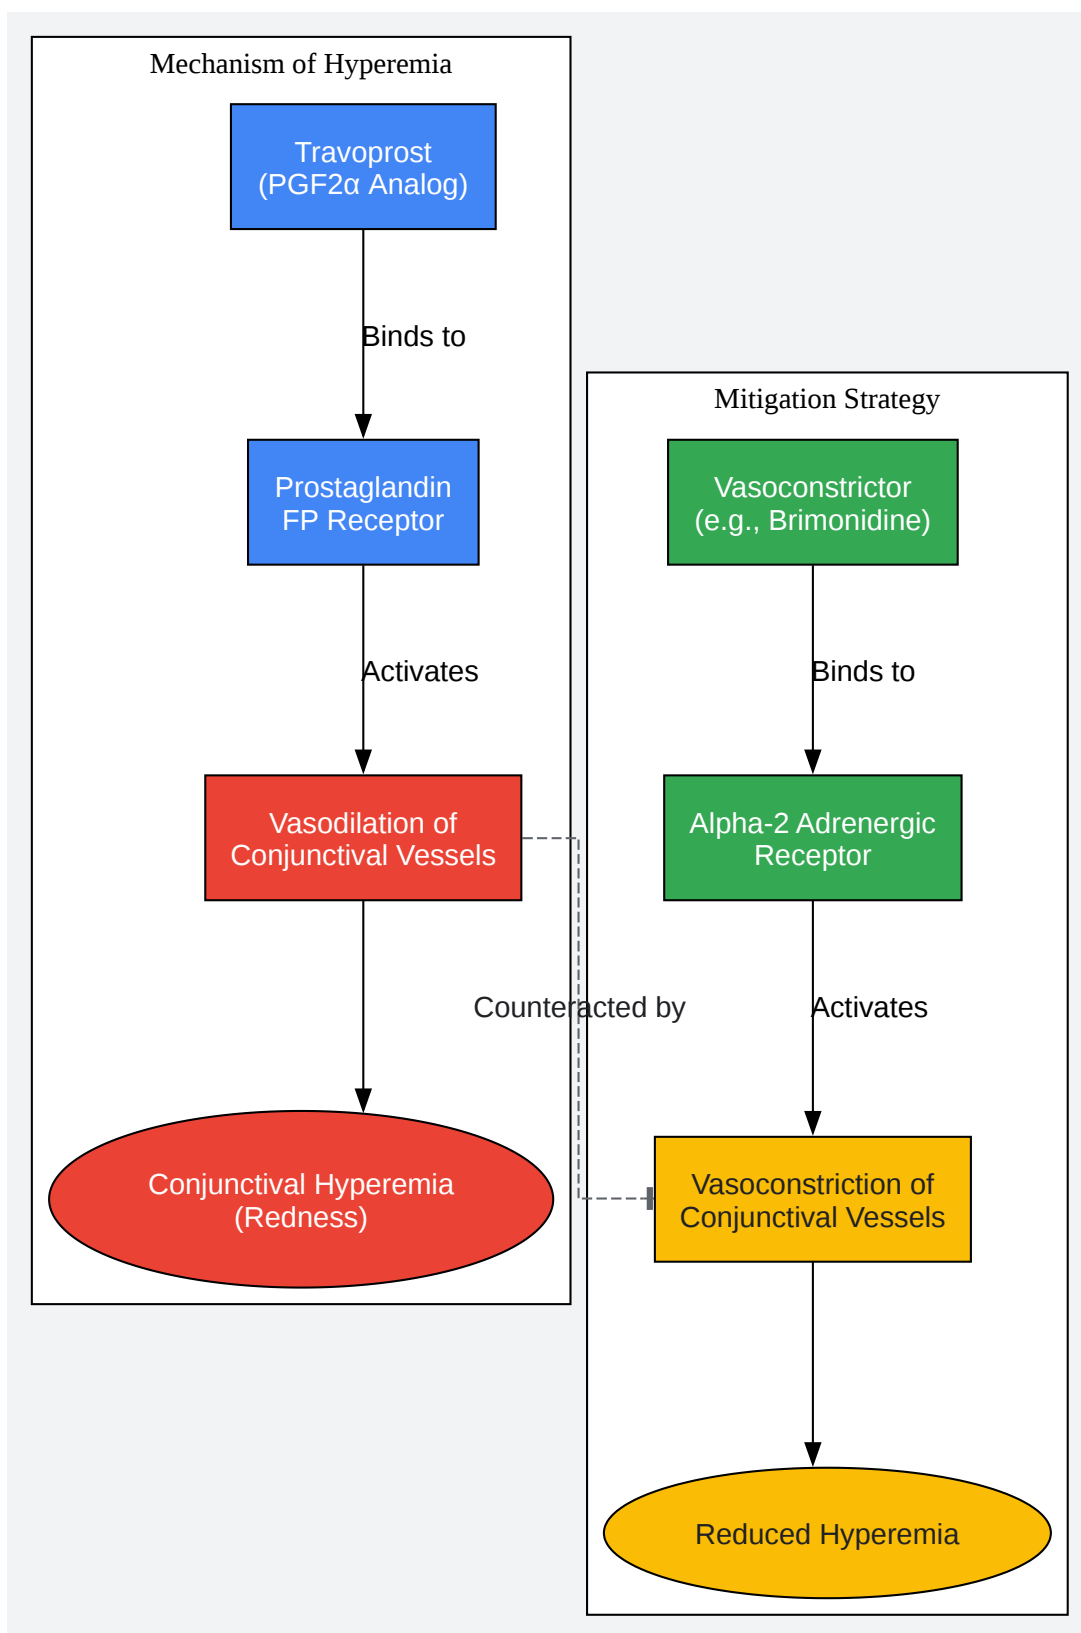 Mechanism of Hyperemia
Travoprost
(PGF2α Analog)
Binds to
Prostaglandin
FP Receptor
Activates
Vasodilation of
Conjunctival Vessels
Counteracted by
Conjunctival Hyperemia
(Redness)
Mitigation Strategy
Vasoconstrictor
(e.g., Brimonidine)
Binds to
Alpha-2 Adrenergic
Receptor
Activates
Vasoconstriction of
Conjunctival Vessels
Reduced Hyperemia